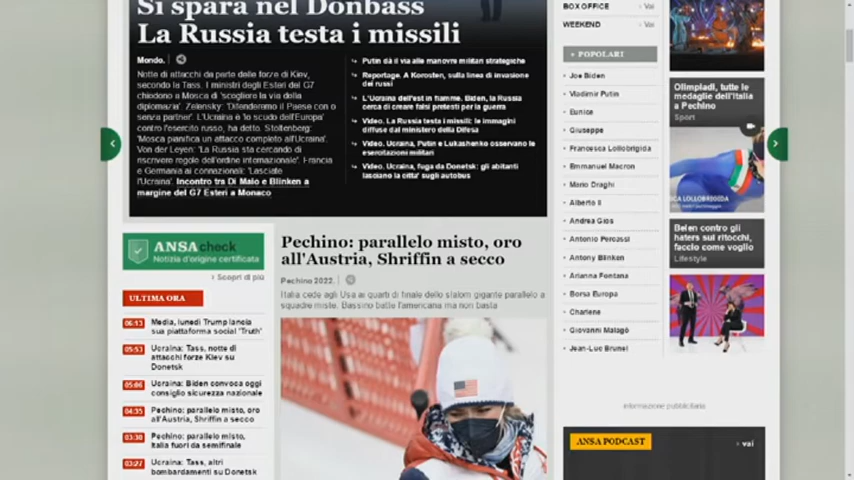 Si spara nel Donbass
La Russia testa i missili
Mondo.
Notte di attacchi da parte delle forze di Kiev,
secondo la Tass. I ministri degli Esteri del G7
chiedono a Mosca di 'scegliere la via della
diplomazia'. Zelensky: 'Difenderemo il Paese con o
senza partner'. L'Ucraina è 'lo scudo dell'Europa'
contro l'esercito russo, ha detto. Stoltenberg:
'Mosca pianifica un attacco completo all'Ucraina'.
Von der Leyen: 'La Russia sta cercando di
riscrivere regole dell'ordine internazionale'. Francia
e Germania ai connazionali: 'Lasciate
l'Ucraina'. Incontro tra Di Maio e Blinken a
margine del G7 Esteri a Monaco
Putin dà il via alle manovre militari strategiche
Reportage. A Korosten, sulla linea di invasione
dei russi
L'Ucraina dell'est in fiamme. Biden, la Russia
cerca di creare falsi pretesti per la guerra
Video. La Russia testa i missili: le immagini
diffuse dal ministero della Difesa
Video. Ucraina, Putin e Lukashenko osservano le
esercitazioni militari
Video. Ucraina, fuga da Donetsk: gli abitanti
lasciano la citta' sugli autobus
ANSAcheck
Notizia d'origine certificata
Scopri di più
ULTIMA ORA
06:13 Media, lunedì Trump lancia
sua piattaforma social 'Truth'
05:53 Ucraina: Tass, notte di
attacchi forze Kiev su
Donetsk
05:06 Ucraina: Biden convoca oggi
consiglio sicurezza nazionale
04:35 Pechino: parallelo misto, oro
all'Austria, Shriffin a secco
03:30 Pechino: parallelo misto,
Italia fuori da semifinale
03:27 Ucraina: Tass, altri
bombardamenti su Donetsk
Pechino: parallelo misto, oro
all'Austria, Shriffin a secco
Pechino 2022.
Italia cede agli Usa ai quarti di finale dello slalom gigante parallelo a
squadre miste. Bassino batte l'americana ma non basta
BOX OFFICE Vai
WEEKEND Vai
+ POPOLARI
Joe Biden
Vladimir Putin
Eunice
Giuseppe
Francesca Lollobrigida
Emmanuel Macron
Mario Draghi
Alberto II
Andrea Gios
Antonio Percassi
Antony Blinken
Arianna Fontana
Borsa Europa
Charlene
Giovanni Malagò
Jean-Luc Brunel
Olimpiadi, tutte le
medaglie dell'Italia
a Pechino
Sport
Belen contro gli
haters sui ritocchi,
faccio come voglio
Lifestyle
informazione pubblicitaria
ANSA PODCAST
vai